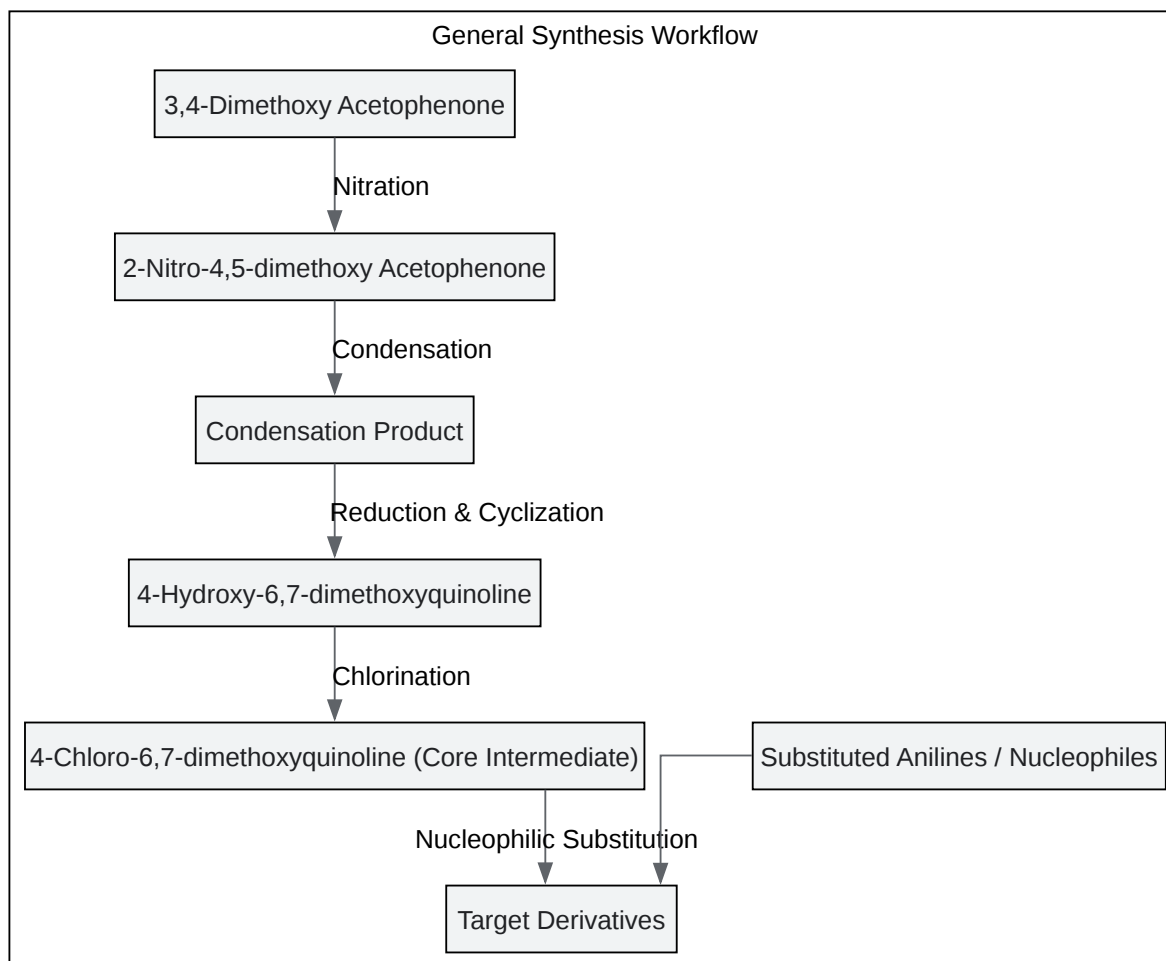 General Synthesis Workflow
3,4-Dimethoxy Acetophenone
Nitration
2-Nitro-4,5-dimethoxy Acetophenone
Condensation
Condensation Product
Reduction & Cyclization
4-Hydroxy-6,7-dimethoxyquinoline
Chlorination
4-Chloro-6,7-dimethoxyquinoline (Core Intermediate)
Substituted Anilines / Nucleophiles
Nucleophilic Substitution
Target Derivatives